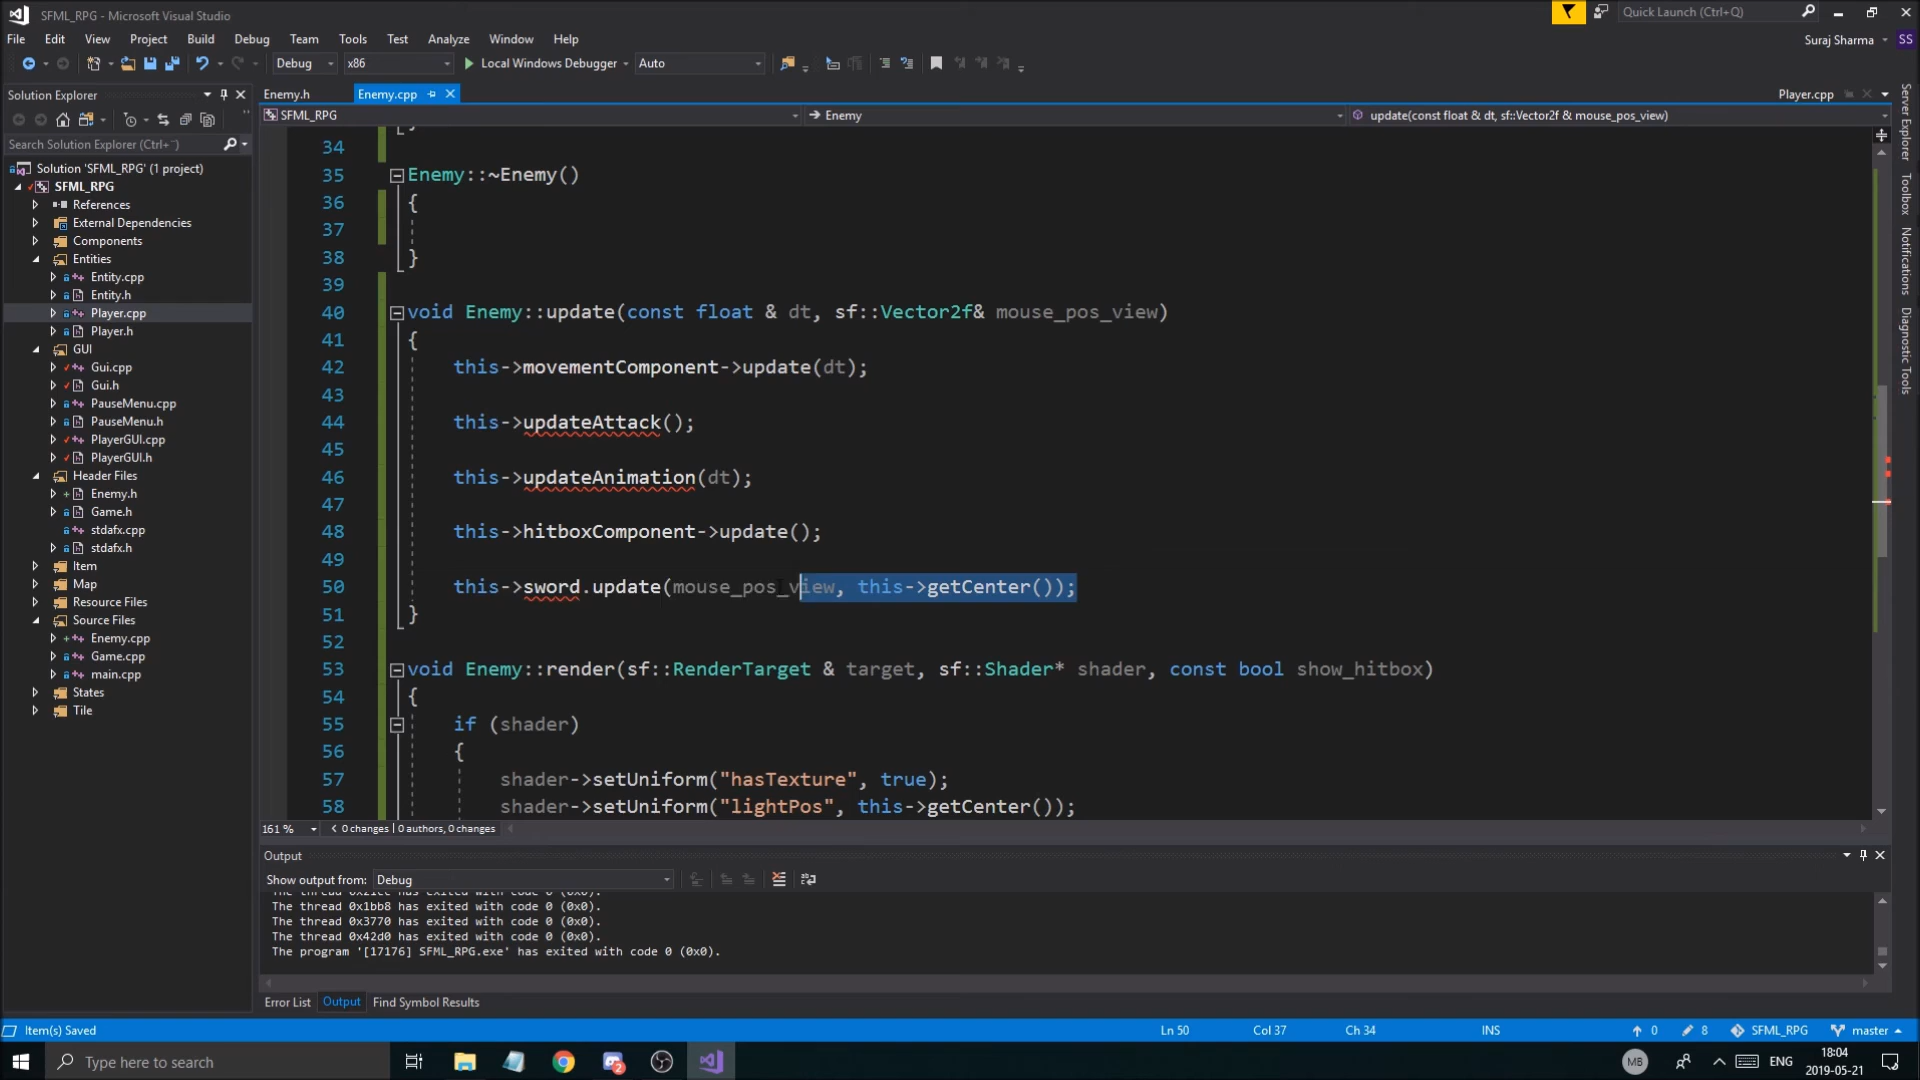 SFML_RPG - Microsoft Visual Studio
Quick Launch (Ctrl+Q)
File Edit View Project Build Debug Team Tools Test Analyze Window Help
Suraj Sharma SS
Debug x86 Local Windows Debugger Auto
Solution Explorer
Enemy.h Enemy.cpp Player.cpp
SFML_RPG Enemy update(const float & dt, sf::Vector2f & mouse_pos_view)
Search Solution Explorer (Ctrl+¨)
Solution 'SFML_RPG' (1 project)
SFML_RPG
References
External Dependencies
Components
Entities
Entity.cpp
Entity.h
Player.cpp
Player.h
GUI
Gui.cpp
Gui.h
PauseMenu.cpp
PauseMenu.h
PlayerGUI.cpp
PlayerGUI.h
Header Files
Enemy.h
Game.h
stdafx.cpp
stdafx.h
Item
Map
Resource Files
Source Files
Enemy.cpp
Game.cpp
main.cpp
States
Tile
34
35 Enemy::~Enemy()
36 {
37
38 }
39
40 void Enemy::update(const float & dt, sf::Vector2f& mouse_pos_view)
41 {
42 this->movementComponent->update(dt);
43
44 this->updateAttack();
45
46 this->updateAnimation(dt);
47
48 this->hitboxComponent->update();
49
50 this->sword.update(mouse_pos_view, this->getCenter());
51 }
52
53 void Enemy::render(sf::RenderTarget & target, sf::Shader* shader, const bool show_hitbox)
54 {
55 if (shader)
56 {
57 shader->setUniform("hasTexture", true);
58 shader->setUniform("lightPos", this->getCenter());
161 % 0 changes | 0 authors, 0 changes
Server Explorer
Toolbox
Notifications
Diagnostic Tools
Output
Show output from: Debug
The thread 0x1bb8 has exited with code 0 (0x0).
The thread 0x3770 has exited with code 0 (0x0).
The thread 0x42d0 has exited with code 0 (0x0).
The program '[17176] SFML_RPG.exe' has exited with code 0 (0x0).
Error List Output Find Symbol Results
Item(s) Saved Ln 50 Col 37 Ch 34 INS 0 8 SFML_RPG master
Type here to search
2
MB
ENG
18:04
2019-05-21